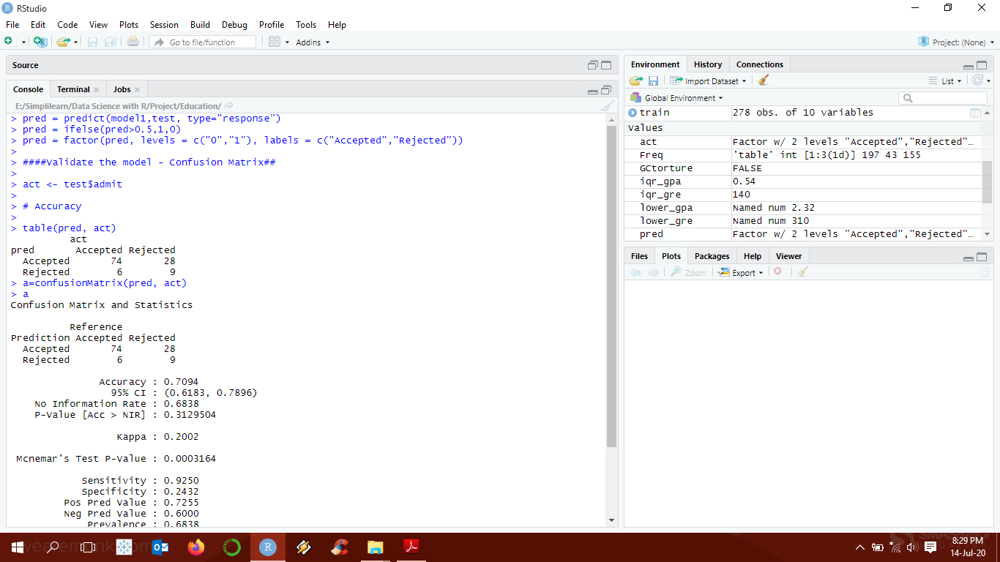 RStudio
File Edit Code View Plots Session Build Debug Profile Tools Help
Go to file/function Addins Project: (None)
Source
Console Terminal Jobs
E:/Simplilearn/Data Science with R/Project/Education/
> pred = predict(model1,test, type="response")
> pred = ifelse(pred>0.5,1,0)
> pred = factor(pred, levels = c("0","1"), labels = c("Accepted","Rejected"))
>
> ####Validate the model - Confusion Matrix##
>
> act <- test$admit
>
> # Accuracy
>
> table(pred, act)
act
pred Accepted Rejected
Accepted 74 28
Rejected 6 9
> a=confusionMatrix(pred, act)
> a
Confusion Matrix and Statistics
Reference
Prediction Accepted Rejected
Accepted 74 28
Rejected 6 9
Accuracy : 0.7094
95% CI : (0.6183, 0.7896)
No Information Rate : 0.6838
P-Value [Acc > NIR] : 0.3129504
Kappa : 0.2002
Mcnemar's Test P-Value : 0.0003164
Sensitivity : 0.9250
Specificity : 0.2432
Pos Pred Value : 0.7255
Neg Pred Value : 0.6000
Prevalence : 0.6838
Environment History Connections
Import Dataset List
Global Environment
train 278 obs. of 10 variables
Values
act Factor w/ 2 levels "Accepted","Rejected"…
Freq 'table' int [1:3(1d)] 197 43 155
GCtorture FALSE
iqr_gpa 0.54
iqr_gre 140
lower_gpa Named num 2.32
lower_gre Named num 310
pred Factor w/ 2 levels "Accepted","Rejected"…
Files Plots Packages Help Viewer
Zoom Export
8:29 PM
14-Jul-20